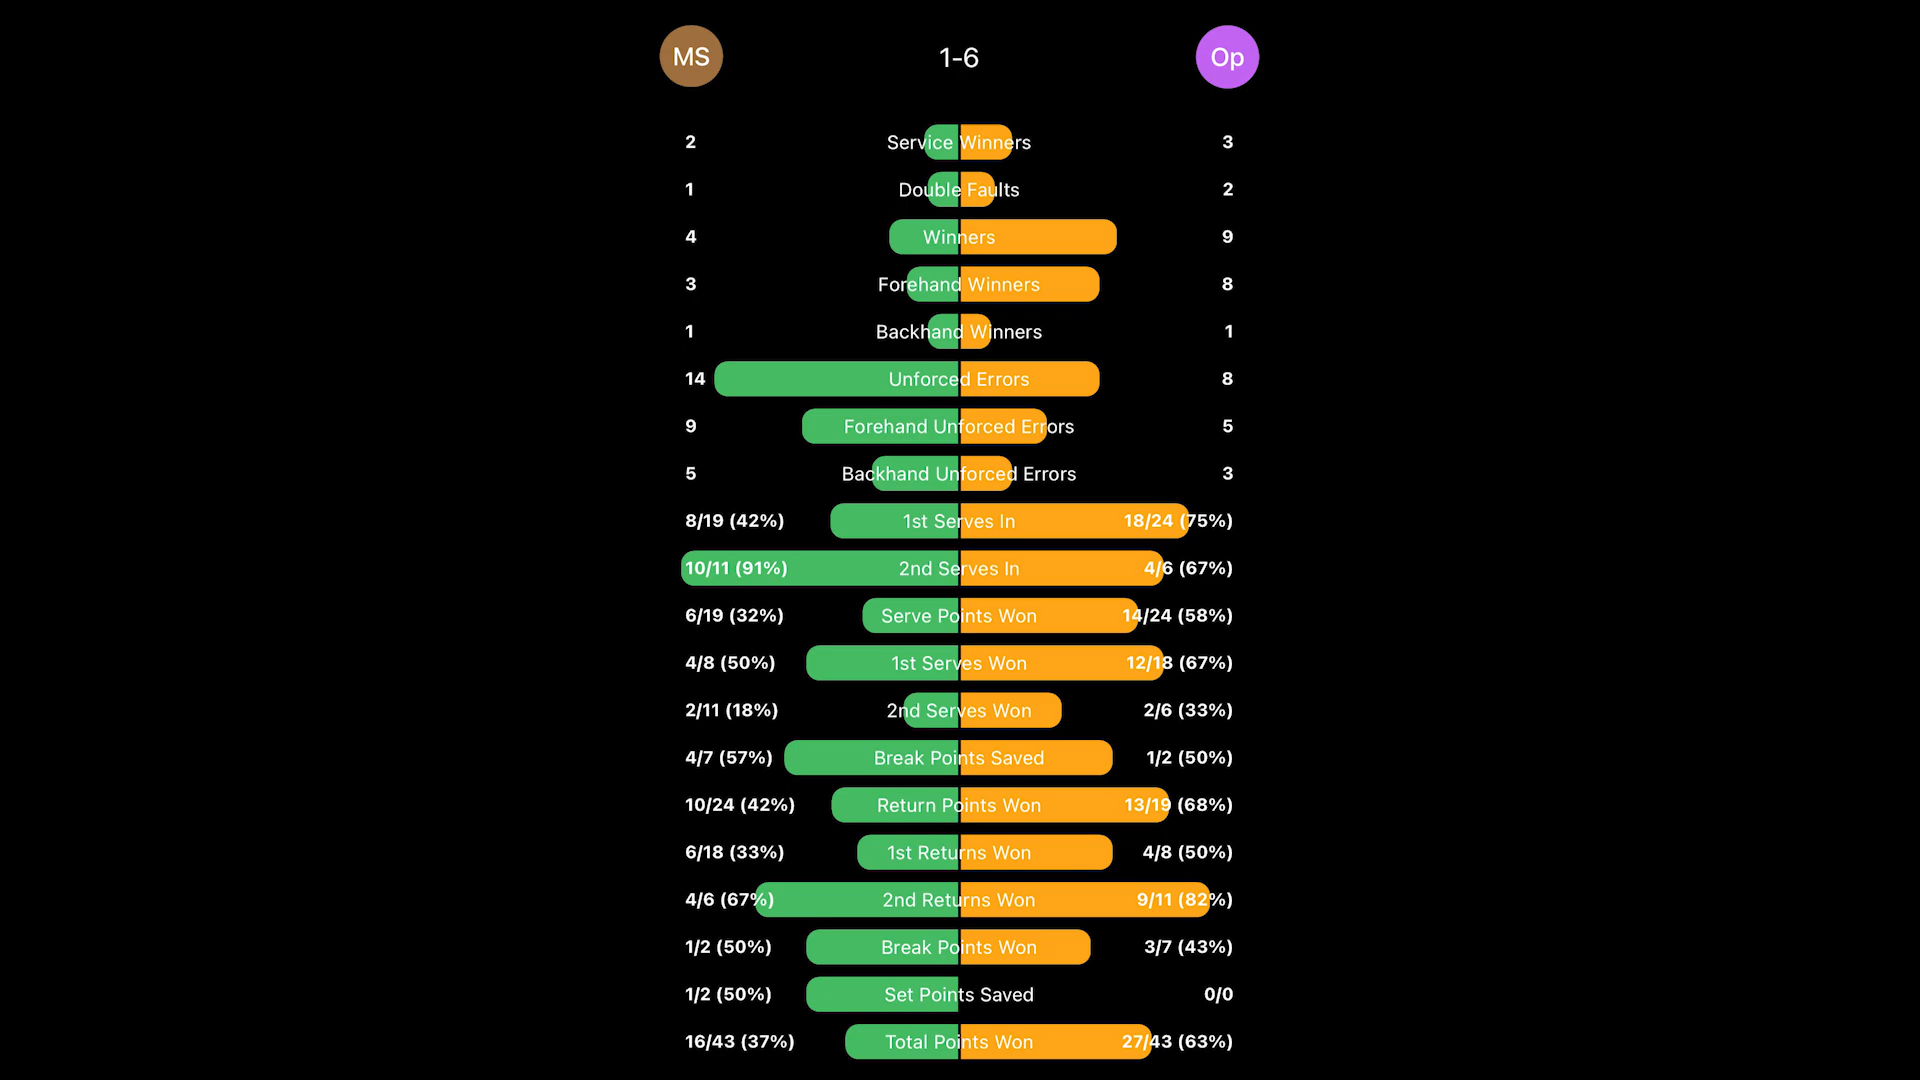 MS 1-6 Op
2 Service Winners 3
1 Double Faults 2
4 Winners 9
3 Forehand Winners 8
1 Backhand Winners 1
14 Unforced Errors 8
9 Forehand Unforced Errors 5
5 Backhand Unforced Errors 3
8/19 (42%) 1st Serves In 18/24 (75%)
10/11 (91%) 2nd Serves In 4/6 (67%)
6/19 (32%) Serve Points Won 14/24 (58%)
4/8 (50%) 1st Serves Won 12/18 (67%)
2/11 (18%) 2nd Serves Won 2/6 (33%)
4/7 (57%) Break Points Saved 1/2 (50%)
10/24 (42%) Return Points Won 13/19 (68%)
6/18 (33%) 1st Returns Won 4/8 (50%)
4/6 (67%) 2nd Returns Won 9/11 (82%)
1/2 (50%) Break Points Won 3/7 (43%)
1/2 (50%) Set Points Saved 0/0
16/43 (37%) Total Points Won 27/43 (63%)